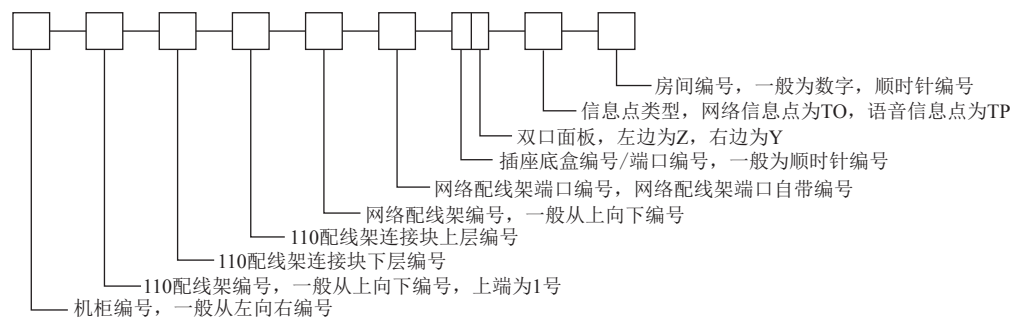 房间编号，一般为数字，顺时针编号
信息点类型，网络信息点为TO，语音信息点为TP
双口面板，左边为Z，右边为Y
插座底盒编号/端口编号，一般为顺时针编号
网络配线架端口编号，网络配线架端口自带编号
网络配线架编号，一般从上向下编号
110配线架连接块上层编号
110配线架连接块下层编号
110配线架编号，一般从上向下编号，上端为1号
机柜编号，一般从左向右编号